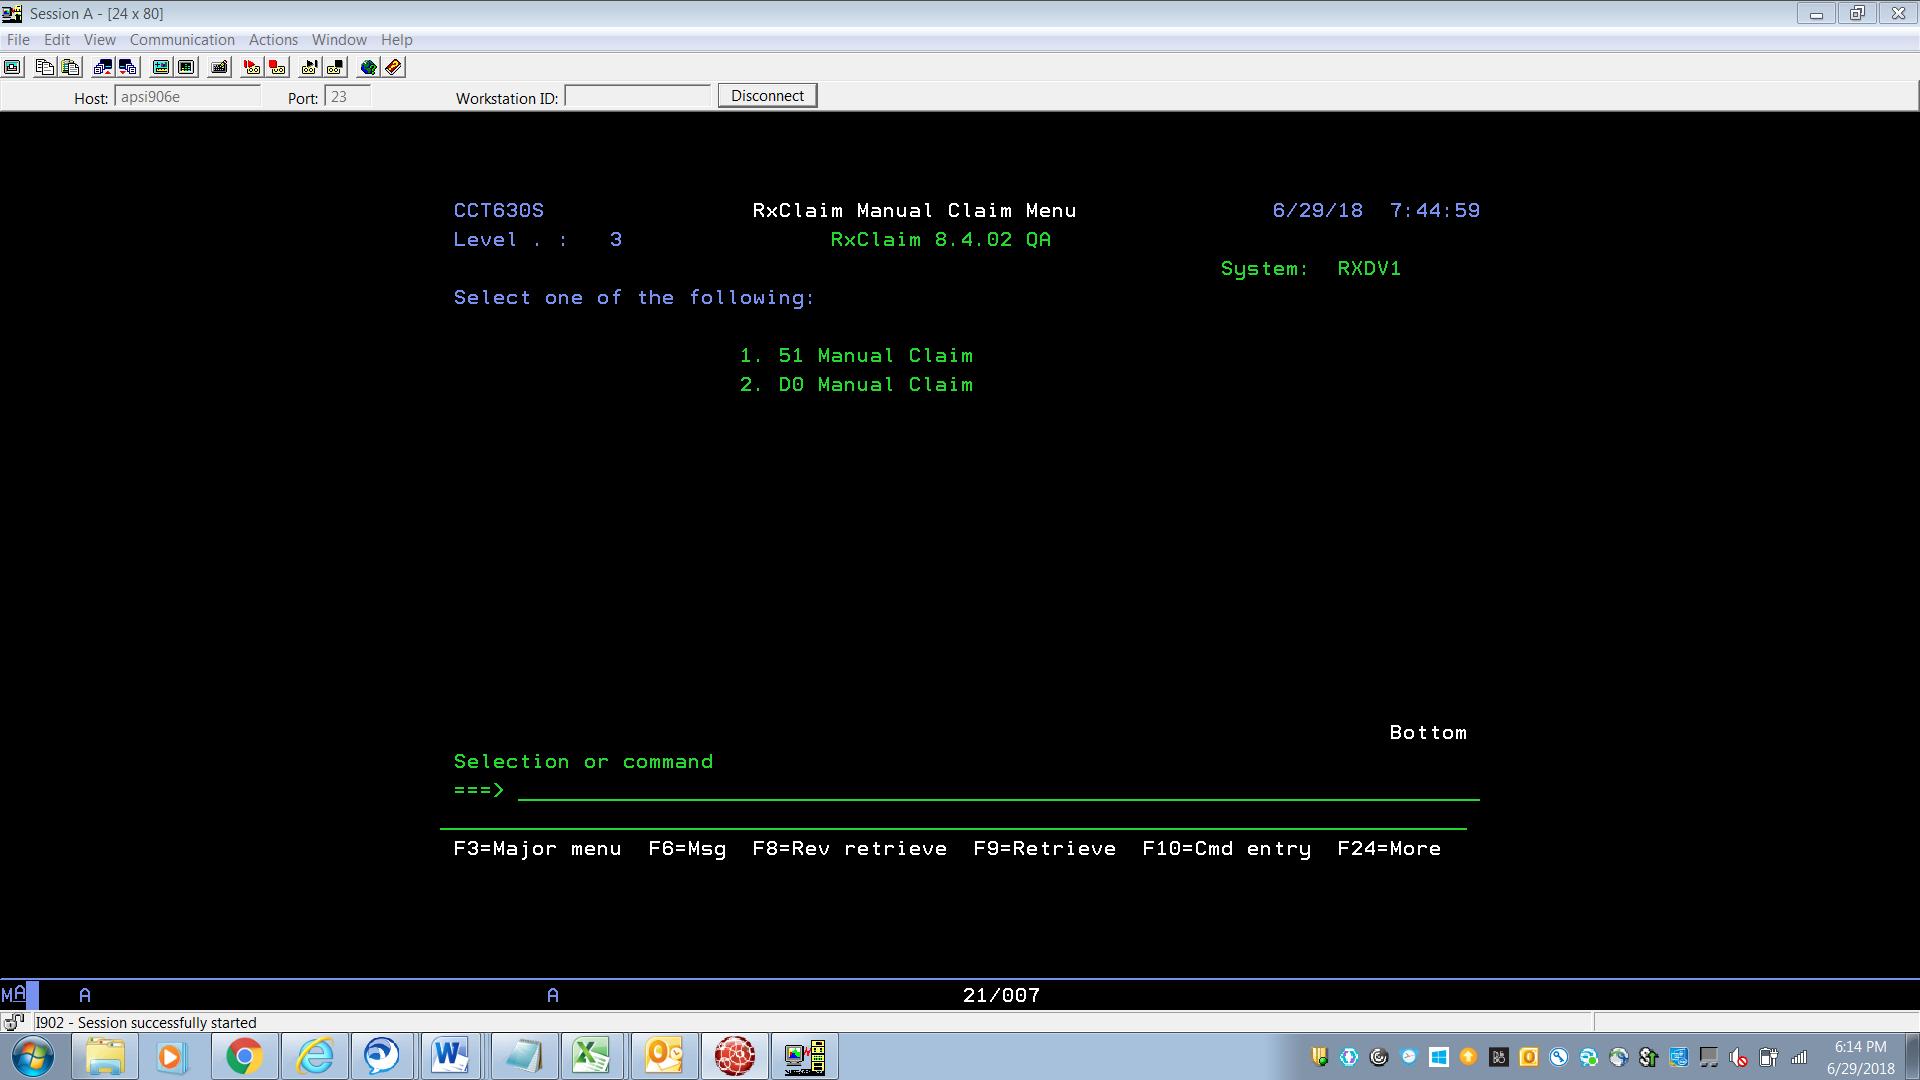 Session A - [24 x 80]
File Edit View Communication Actions Window Help
Host: apsi906e Port: 23 Workstation ID: Disconnect
CCT630S RxClaim Manual Claim Menu 6/29/18 7:44:59
Level . : 3 RxClaim 8.4.02 QA
System: RXDV1
Select one of the following:
1. 51 Manual Claim
2. D0 Manual Claim
Bottom
Selection or command
===>
F3=Major menu F6=Msg F8=Rev retrieve F9=Retrieve F10=Cmd entry F24=More
MA A A 21/007
I902 - Session successfully started
6:14 PM
6/29/2018